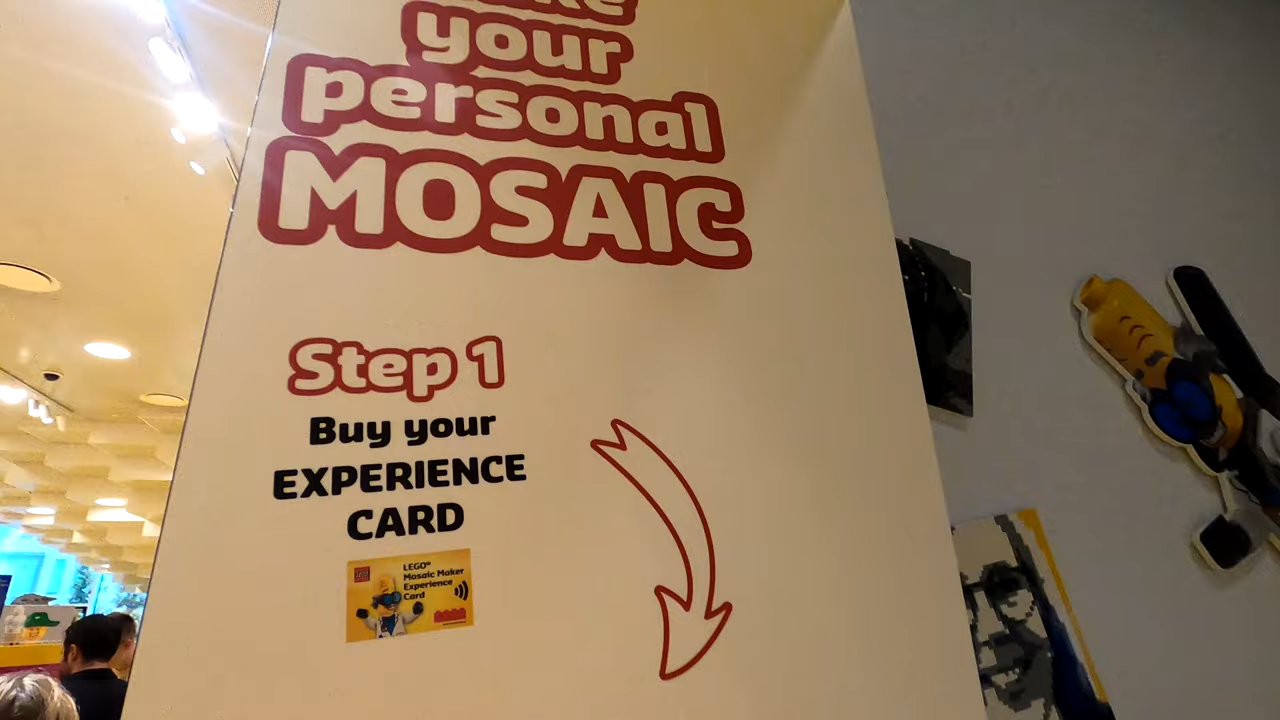 your
personal
MOSAIC
Step 1
Buy your
EXPERIENCE
CARD
LEGO®
Mosaic Maker
Experience
Card